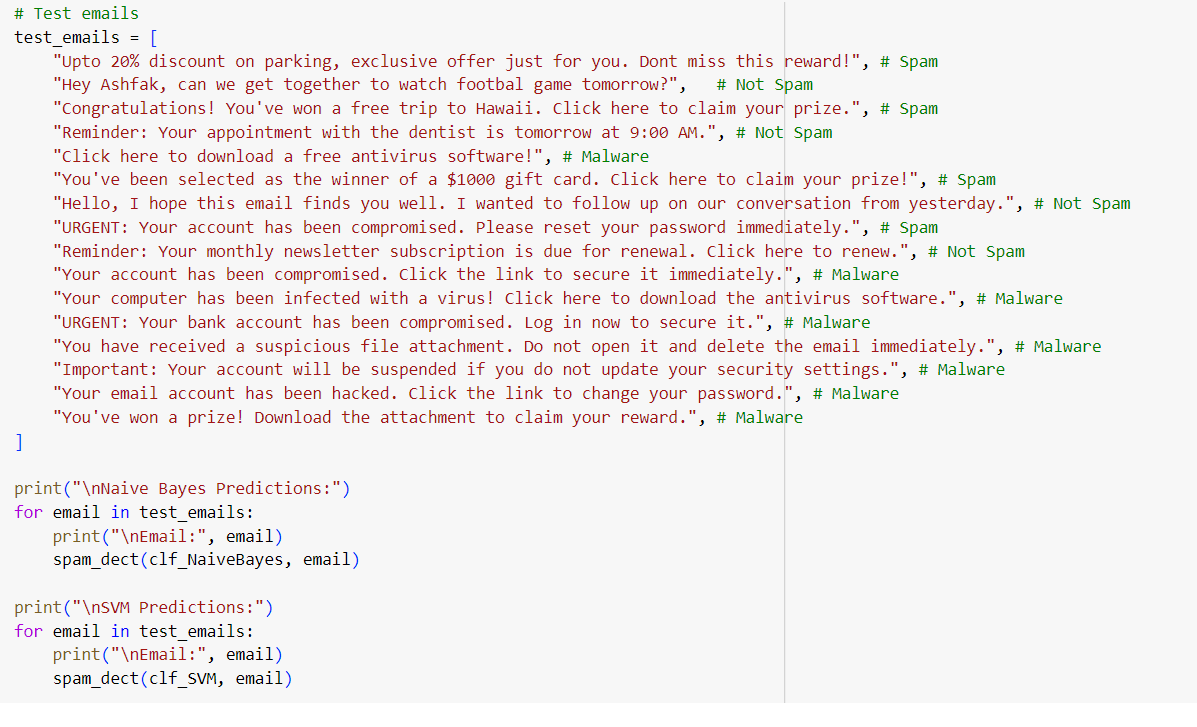 # Test emails
test_emails = [
    "Upto 20% discount on parking, exclusive offer just for you. Dont miss this reward!", # Spam
    "Hey Ashfak, can we get together to watch footbal game tomorrow?",   # Not Spam
    "Congratulations! You've won a free trip to Hawaii. Click here to claim your prize.", # Spam
    "Reminder: Your appointment with the dentist is tomorrow at 9:00 AM.", # Not Spam
    "Click here to download a free antivirus software!", # Malware
    "You've been selected as the winner of a $1000 gift card. Click here to claim your prize!", # Spam
    "Hello, I hope this email finds you well. I wanted to follow up on our conversation from yesterday.", # Not Spam
    "URGENT: Your account has been compromised. Please reset your password immediately.", # Spam
    "Reminder: Your monthly newsletter subscription is due for renewal. Click here to renew.", # Not Spam
    "Your account has been compromised. Click the link to secure it immediately.", # Malware
    "Your computer has been infected with a virus! Click here to download the antivirus software.", # Malware
    "URGENT: Your bank account has been compromised. Log in now to secure it.", # Malware
    "You have received a suspicious file attachment. Do not open it and delete the email immediately.", # Malware
    "Important: Your account will be suspended if you do not update your security settings.", # Malware
    "Your email account has been hacked. Click the link to change your password.", # Malware
    "You've won a prize! Download the attachment to claim your reward.", # Malware
]

print("\nNaive Bayes Predictions:")
for email in test_emails:
    print("\nEmail:", email)
    spam_dect(clf_NaiveBayes, email)

print("\nSVM Predictions:")
for email in test_emails:
    print("\nEmail:", email)
    spam_dect(clf_SVM, email)